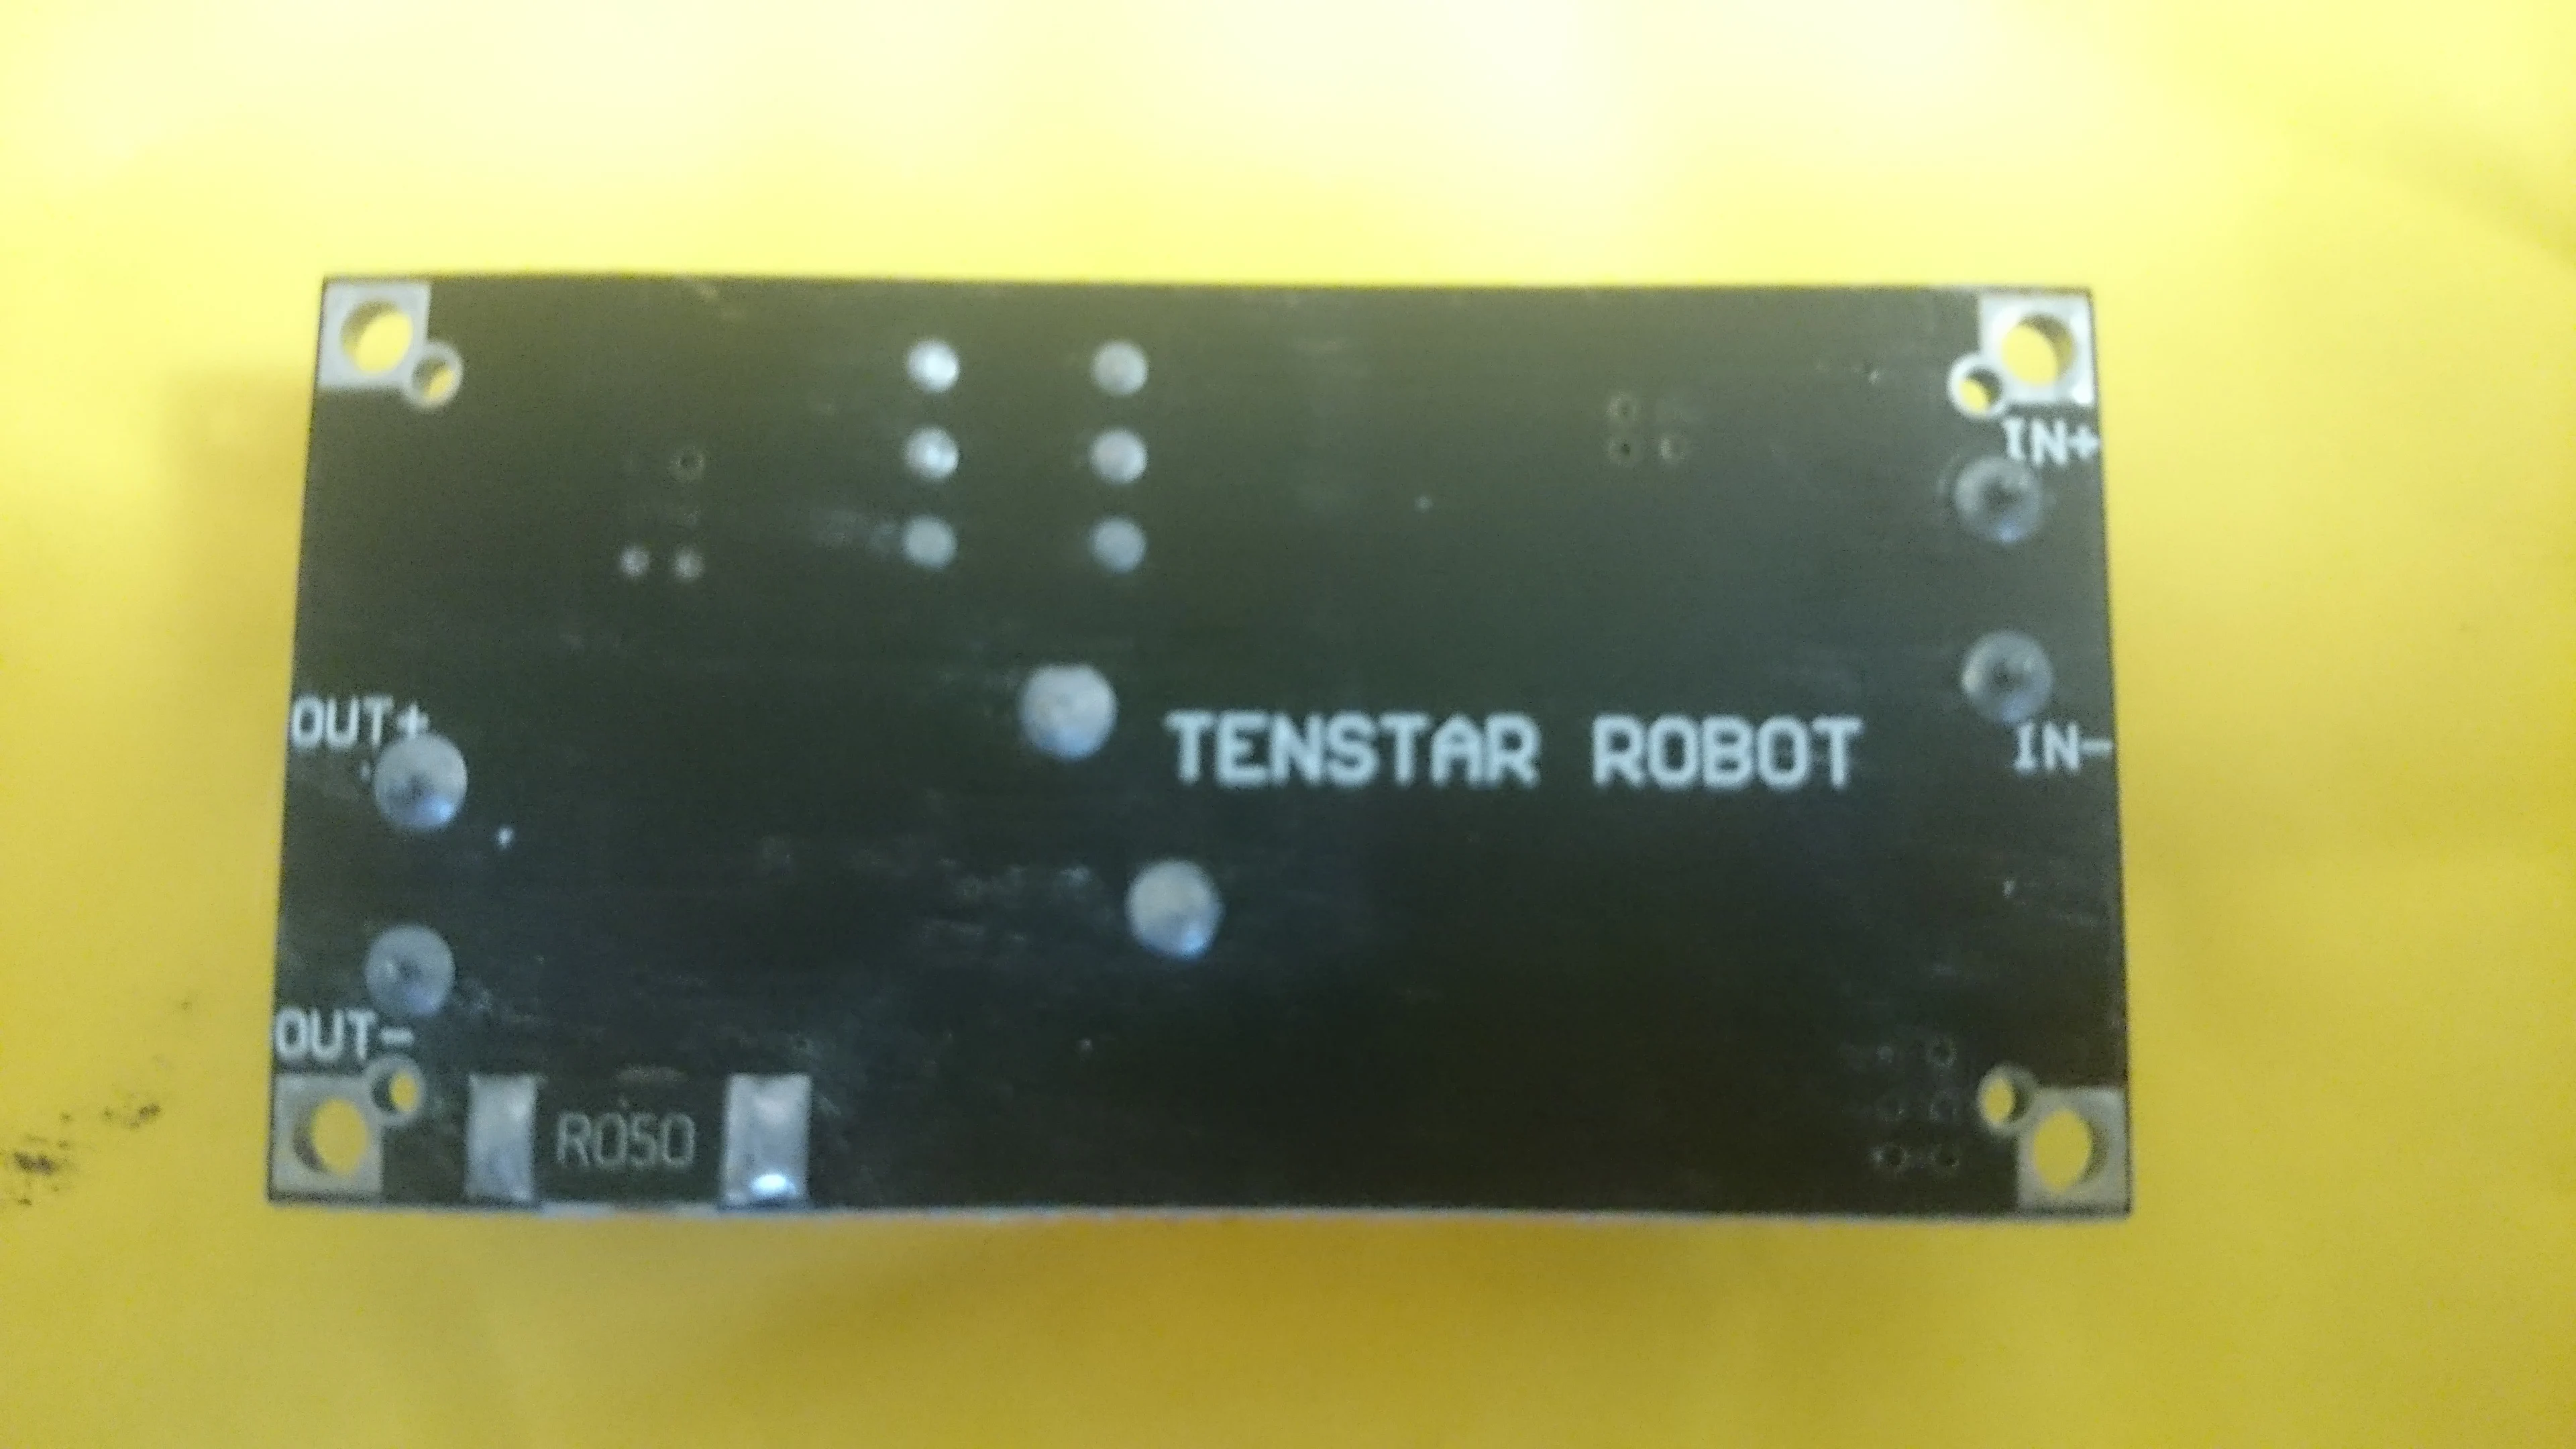 IN+
OUT+
TENSTAR ROBOT
IN-
OUT-
R050